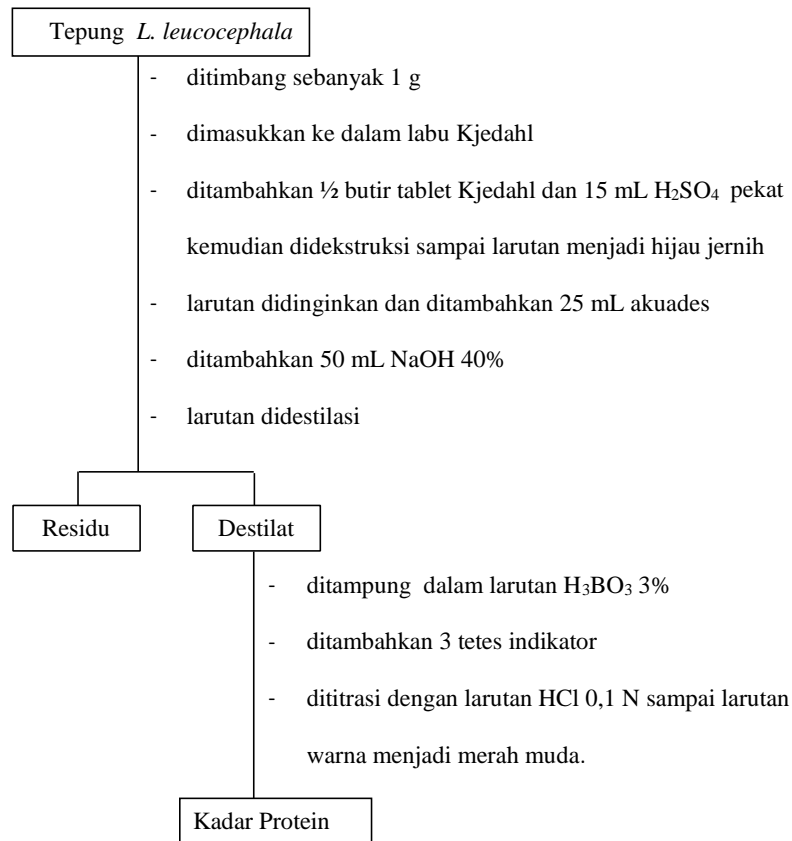 Tepung L. leucocephala
- ditimbang sebanyak 1 g
- dimasukkan ke dalam labu Kjedahl
- ditambahkan ½ butir tablet Kjedahl dan 15 mL H₂SO₄ pekat
kemudian didekstruksi sampai larutan menjadi hijau jernih
- larutan didinginkan dan ditambahkan 25 mL akuades
- ditambahkan 50 mL NaOH 40%
- larutan didestilasi
Residu
Destilat
- ditampung dalam larutan H₃BO₃ 3%
- ditambahkan 3 tetes indikator
- dititrasi dengan larutan HCl 0,1 N sampai larutan
warna menjadi merah muda.
Kadar Protein